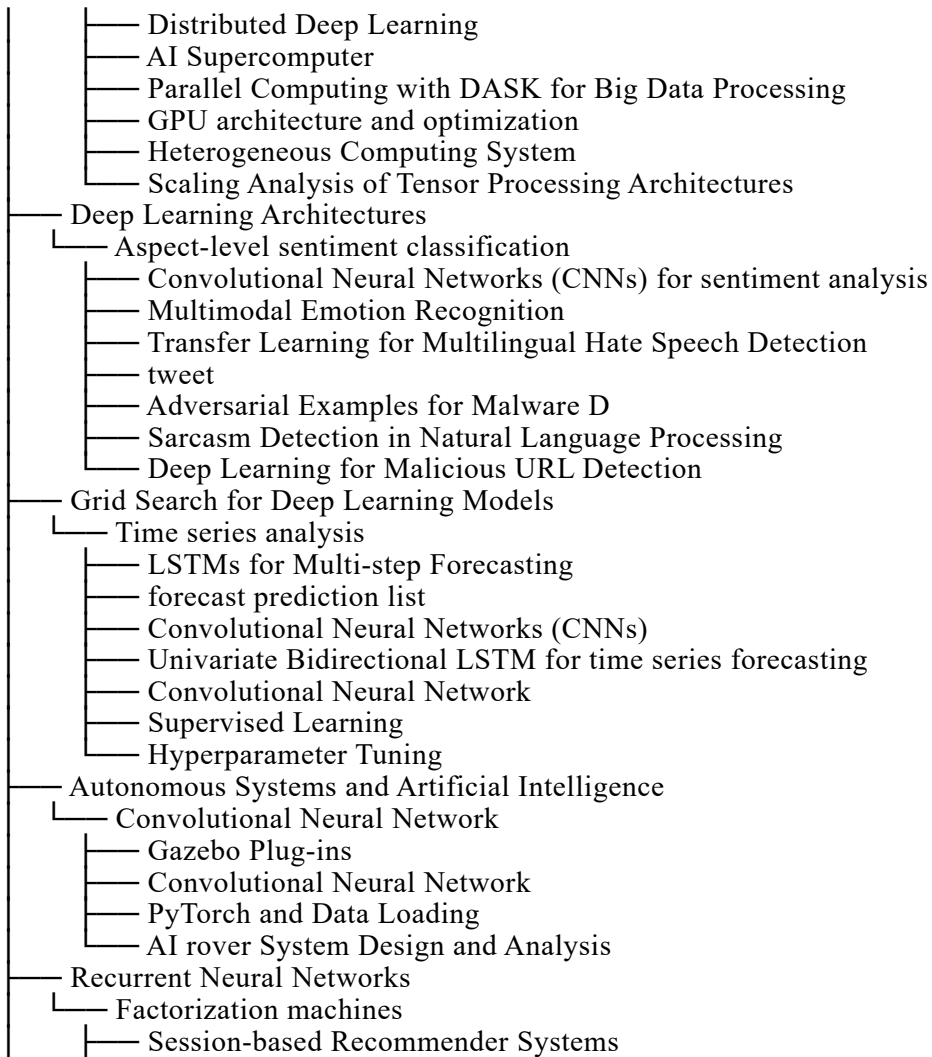 Distributed Deep Learning
AI Supercomputer
Parallel Computing with DASK for Big Data Processing
GPU architecture and optimization
Heterogeneous Computing System
Scaling Analysis of Tensor Processing Architectures
Deep Learning Architectures
Aspect-level sentiment classification
Convolutional Neural Networks (CNNs) for sentiment analysis
Multimodal Emotion Recognition
Transfer Learning for Multilingual Hate Speech Detection
tweet
Adversarial Examples for Malware D
Sarcasm Detection in Natural Language Processing
Deep Learning for Malicious URL Detection
Grid Search for Deep Learning Models
Time series analysis
LSTMs for Multi-step Forecasting
forecast prediction list
Convolutional Neural Networks (CNNs)
Univariate Bidirectional LSTM for time series forecasting
Convolutional Neural Network
Supervised Learning
Hyperparameter Tuning
Autonomous Systems and Artificial Intelligence
Convolutional Neural Network
Gazebo Plug-ins
Convolutional Neural Network
PyTorch and Data Loading
AI rover System Design and Analysis
Recurrent Neural Networks
Factorization machines
Session-based Recommender Systems